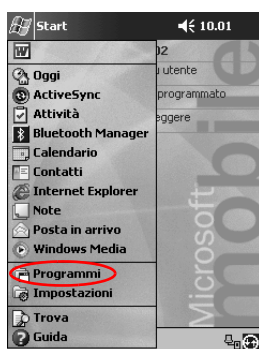 Start 10.01
02
Oggi
utente
ActiveSync
programmato
Attività
eggere
Bluetooth Manager
Calendario
Contatti
Internet Explorer
Note
Posta in arrivo
Windows Media
Programmi
Impostazioni
Trova
Guida
Microsoft
mobile